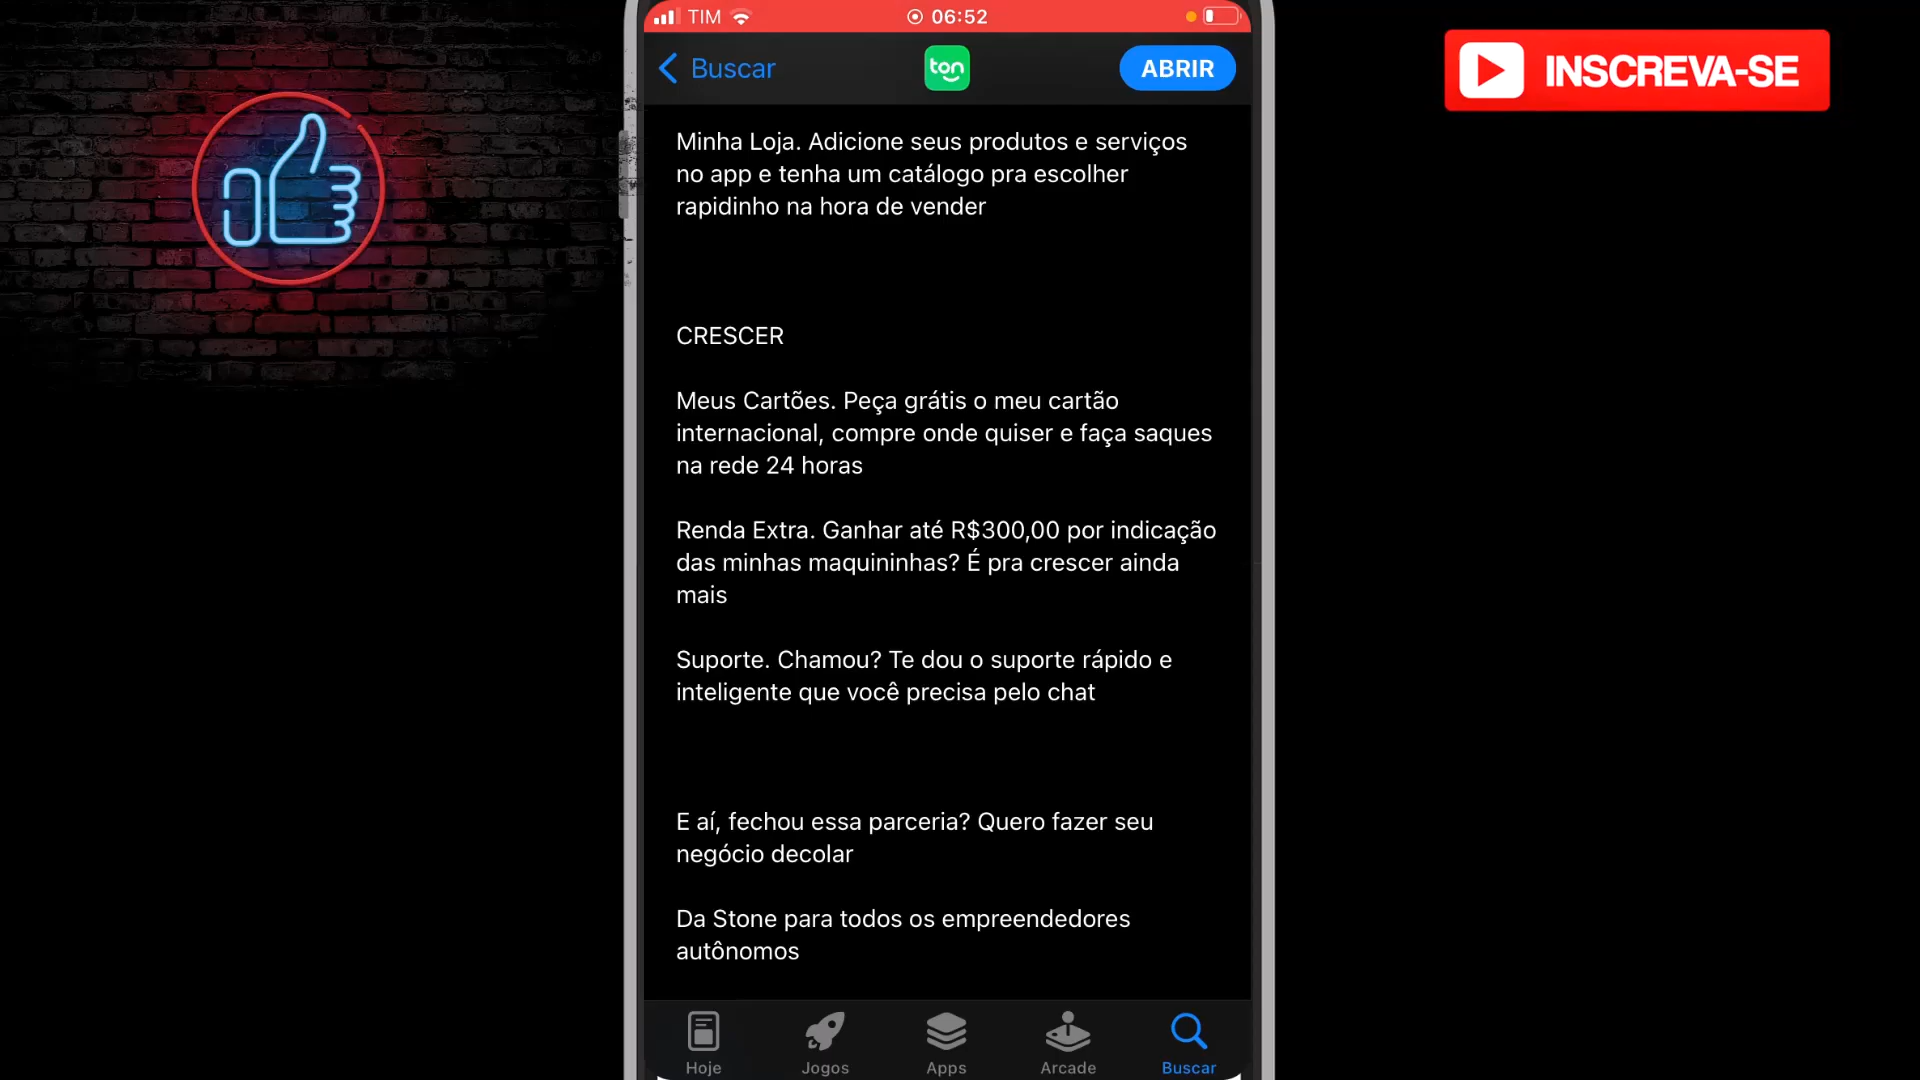 TIM 06:52
Buscar ton ABRIR
INSCREVA-SE
Minha Loja. Adicione seus produtos e serviços
no app e tenha um catálogo pra escolher
rapidinho na hora de vender
CRESCER
Meus Cartões. Peça grátis o meu cartão
internacional, compre onde quiser e faça saques
na rede 24 horas
Renda Extra. Ganhar até R$300,00 por indicação
das minhas maquininhas? É pra crescer ainda
mais
Suporte. Chamou? Te dou o suporte rápido e
inteligente que você precisa pelo chat
E aí, fechou essa parceria? Quero fazer seu
negócio decolar
Da Stone para todos os empreendedores
autônomos
Hoje Jogos Apps Arcade Buscar